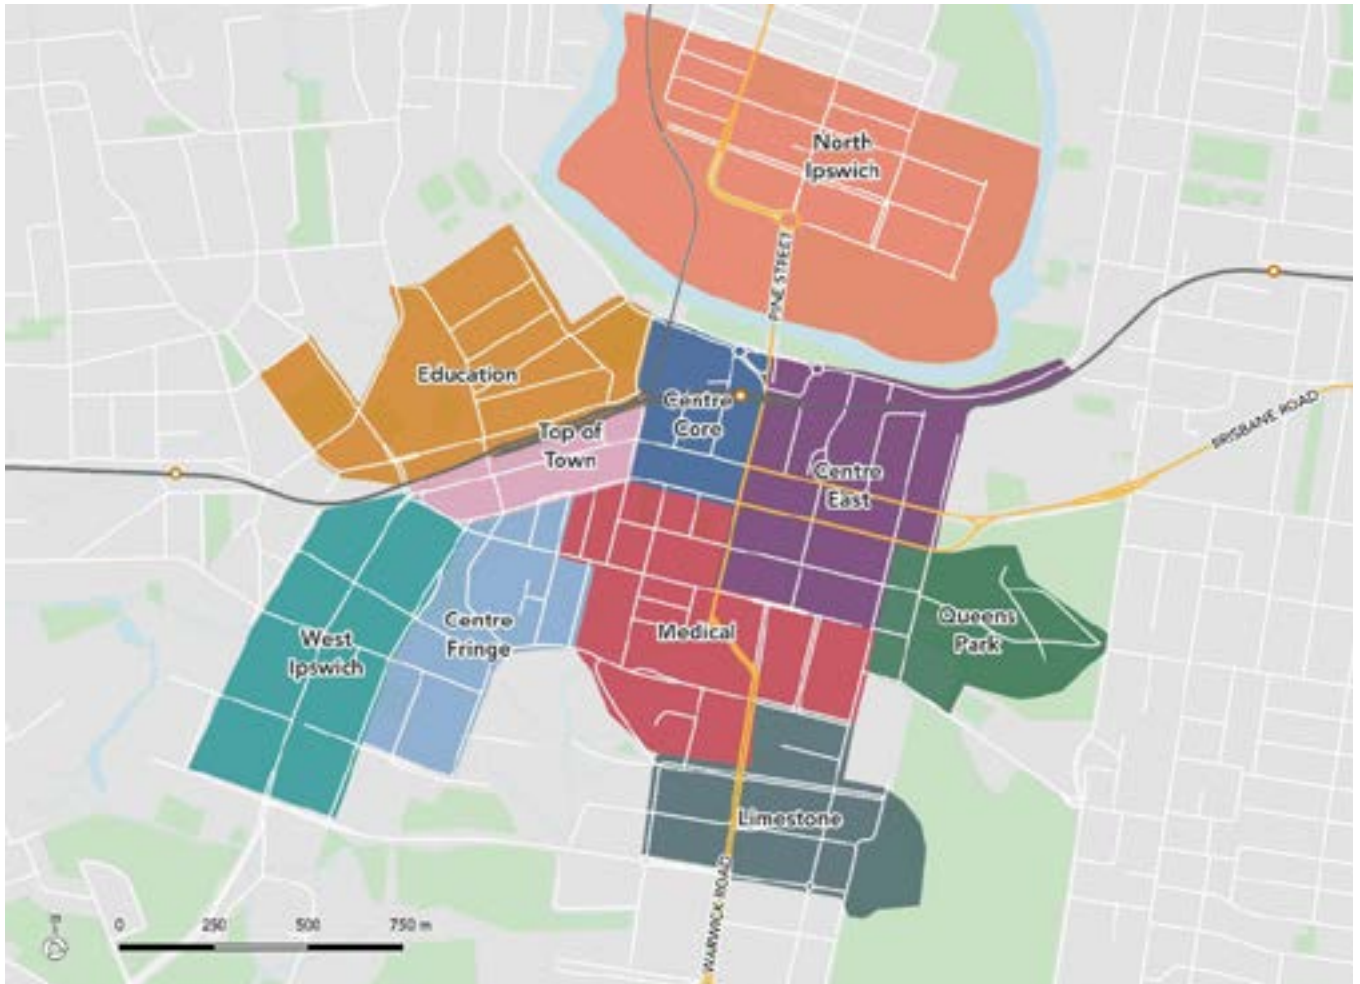 North
Ipswich
PINE STREET
Education
Centre
Core
Top of
Town
Centre
East
BRISBANE ROAD
West
Ipswich
Centre
Fringe
Medical
Queens
Park
Limestone
WARWICK ROAD
0 250 500 750 m